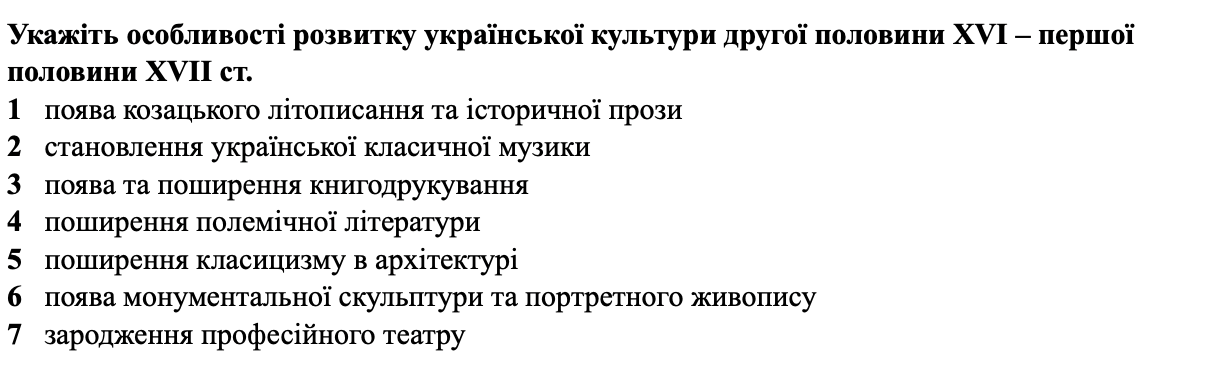 Укажіть особливості розвитку української культури другої половини XVI – першої
половини XVII ст.
1 поява козацького літописання та історичної прози
2 становлення української класичної музики
3 поява та поширення книгодрукування
4 поширення полемічної літератури
5 поширення класицизму в архітектурі
6 поява монументальної скульптури та портретного живопису
7 зародження професійного театру